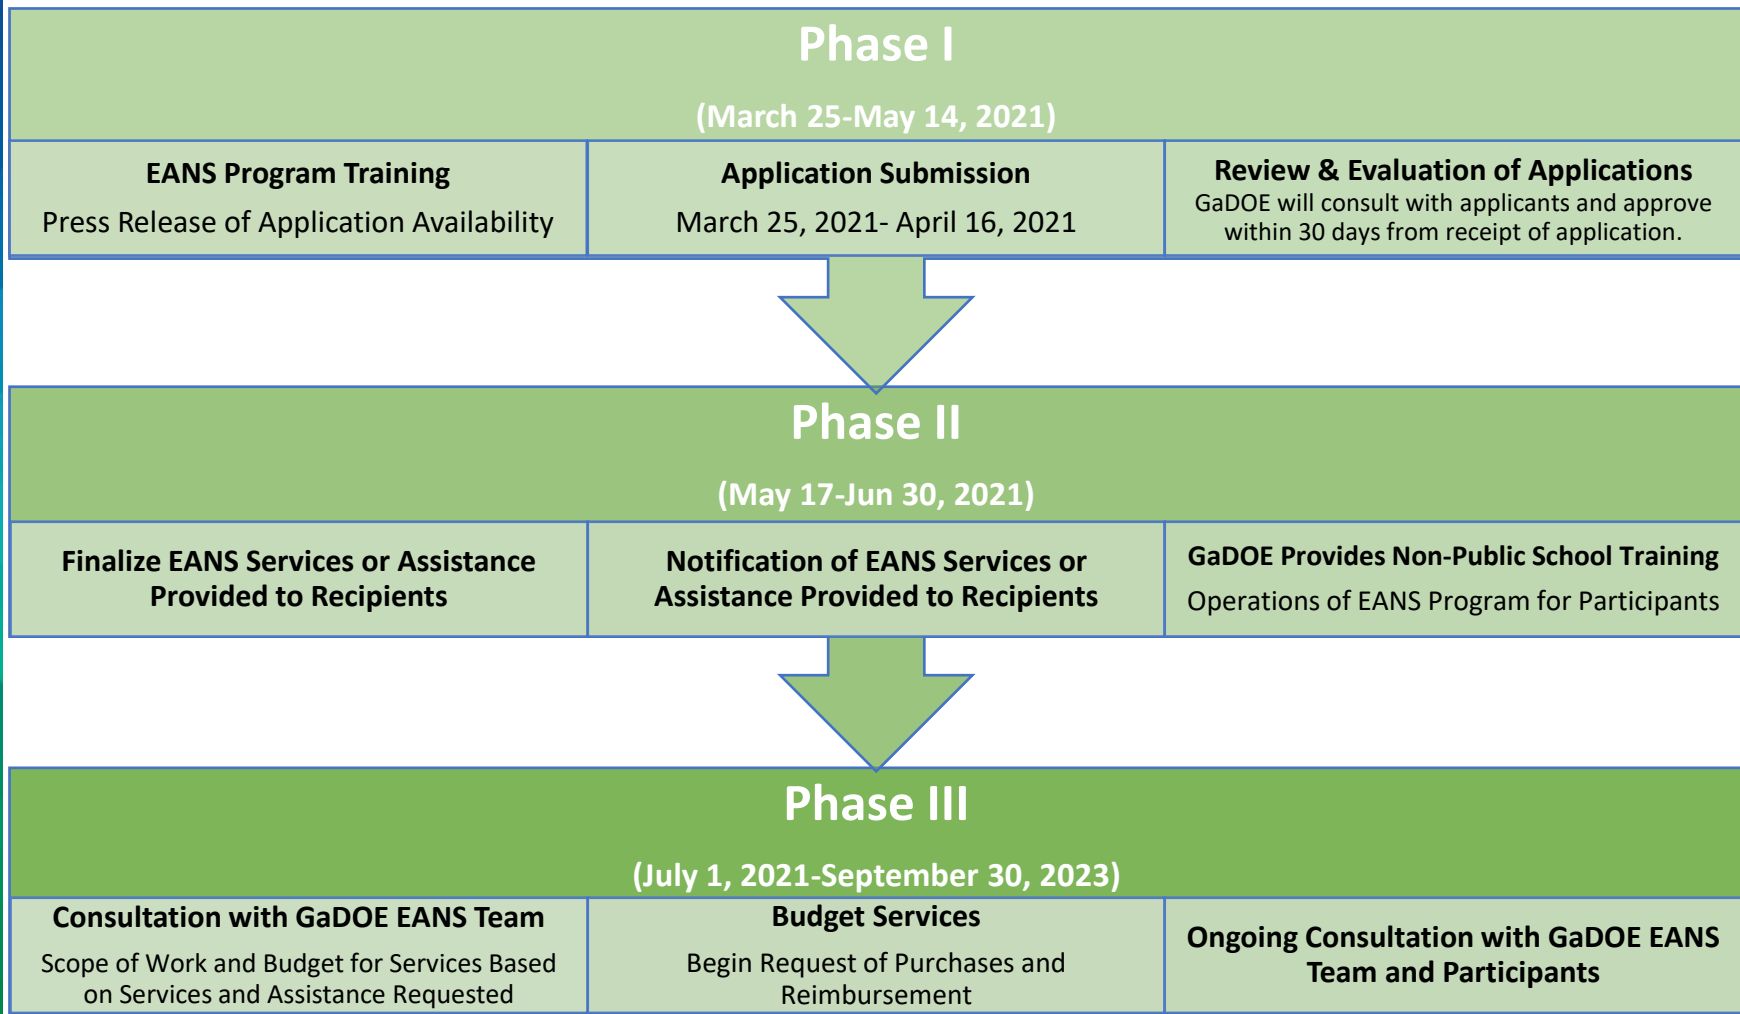 Phase I
(March 25-May 14, 2021)
EANS Program Training
Press Release of Application Availability
Application Submission
March 25, 2021- April 16, 2021
Review & Evaluation of Applications
GaDOE will consult with applicants and approve
within 30 days from receipt of application.
Phase II
(May 17-Jun 30, 2021)
Finalize EANS Services or Assistance
Provided to Recipients
Notification of EANS Services or
Assistance Provided to Recipients
GaDOE Provides Non-Public School Training
Operations of EANS Program for Participants
Phase III
(July 1, 2021-September 30, 2023)
Consultation with GaDOE EANS Team
Scope of Work and Budget for Services Based
on Services and Assistance Requested
Budget Services
Begin Request of Purchases and
Reimbursement
Ongoing Consultation with GaDOE EANS
Team and Participants